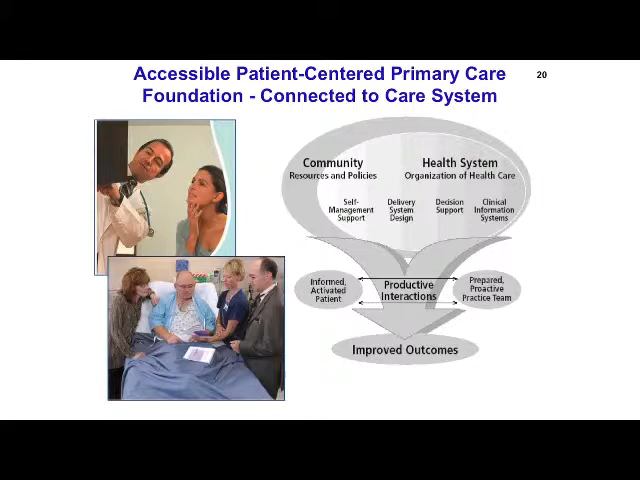 Accessible Patient-Centered Primary Care
Foundation - Connected to Care System
20
Community
Resources and Policies
Health System
Organization of Health Care
Self-
Management
Support
Delivery
System
Design
Decision
Support
Clinical
Information
Systems
Informed,
Activated
Patient
Productive
Interactions
Prepared,
Proactive
Practice Team
Improved Outcomes